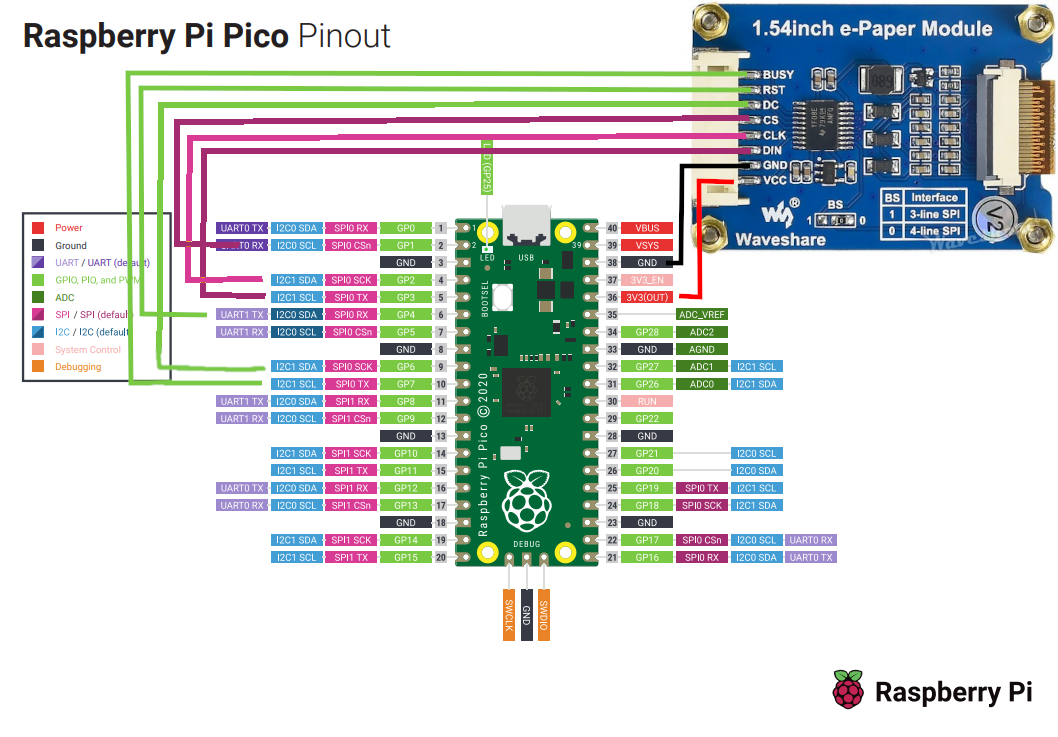 Raspberry Pi Pico Pinout
1.54inch e-Paper Module
BUSY
RST
DC
CS
CLK
DIN
GND
VCC
BS
1 0
BS Interface
1 3-line SPI
0 4-line SPI
V2
Waveshare
Power
Ground
UART / UART (default)
GPIO, PIO, and PWM
ADC
SPI / SPI (default)
I2C / I2C (default)
System Control
Debugging
LED (GP25)
UART0 TX I2C0 SDA SPI0 RX GP0 1
UART0 RX I2C0 SCL SPI0 CSn GP1 2
GND 3
I2C1 SDA SPI0 SCK GP2 4
I2C1 SCL SPI0 TX GP3 5
UART1 TX I2C0 SDA SPI0 RX GP4 6
UART1 RX I2C0 SCL SPI0 CSn GP5 7
GND 8
I2C1 SDA SPI0 SCK GP6 9
I2C1 SCL SPI0 TX GP7 10
UART1 TX I2C0 SDA SPI1 RX GP8 11
UART1 RX I2C0 SCL SPI1 CSn GP9 12
GND 13
I2C1 SDA SPI1 SCK GP10 14
I2C1 SCL SPI1 TX GP11 15
UART0 TX I2C0 SDA SPI1 RX GP12 16
UART0 RX I2C0 SCL SPI1 CSn GP13 17
GND 18
I2C1 SDA SPI1 SCK GP14 19
I2C1 SCL SPI1 TX GP15 20
1
2
39
LED
USB
BOOTSEL
Raspberry Pi Pico © 2020
DEBUG
40 VBUS
39 VSYS
38 GND
37 3V3_EN
36 3V3(OUT)
35 ADC_VREF
34 GP28 ADC2
33 GND AGND
32 GP27 ADC1 I2C1 SCL
31 GP26 ADC0 I2C1 SDA
30 RUN
29 GP22
28 GND
27 GP21 I2C0 SCL
26 GP20 I2C0 SDA
25 GP19 SPI0 TX I2C1 SCL
24 GP18 SPI0 SCK I2C1 SDA
23 GND
22 GP17 SPI0 CSn I2C0 SCL UART0 RX
21 GP16 SPI0 RX I2C0 SDA UART0 TX
SWCLK
GND
SWDIO
Raspberry Pi